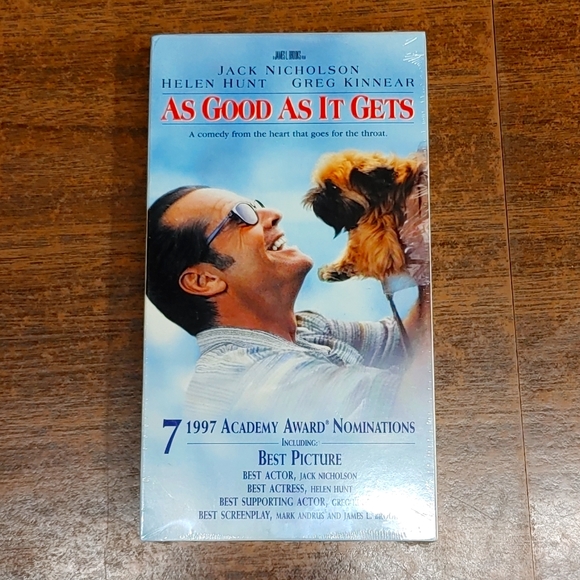 JAMES L. BROOKS
JACK NICHOLSON
HELEN HUNT GREG KINNEAR
AS GOOD AS IT GETS
A comedy from the heart that goes for the throat.
7 1997 ACADEMY AWARD® NOMINATIONS
INCLUDING:
BEST PICTURE
BEST ACTOR, JACK NICHOLSON
BEST ACTRESS, HELEN HUNT
BEST SUPPORTING ACTOR,
BEST SCREENPLAY, MARK ANDRUS AND JAMES L.